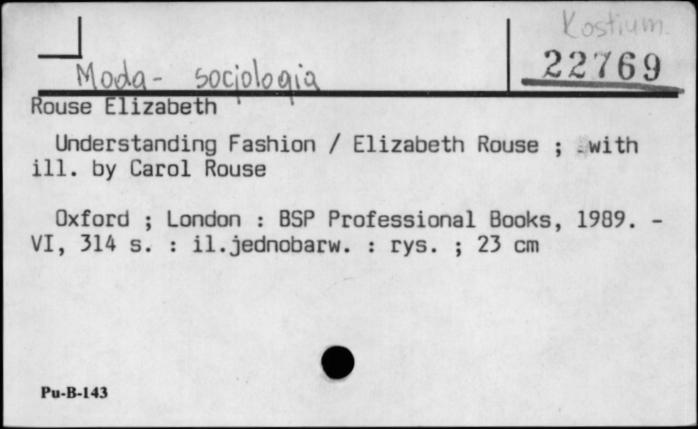 Kostium.
22769
Moda - socjologia
Rouse Elizabeth
Understanding Fashion / Elizabeth Rouse ; with
ill. by Carol Rouse
Oxford ; London : BSP Professional Books, 1989. -
VI, 314 s. : il.jednobarw. : rys. ; 23 cm
Pu-B-143